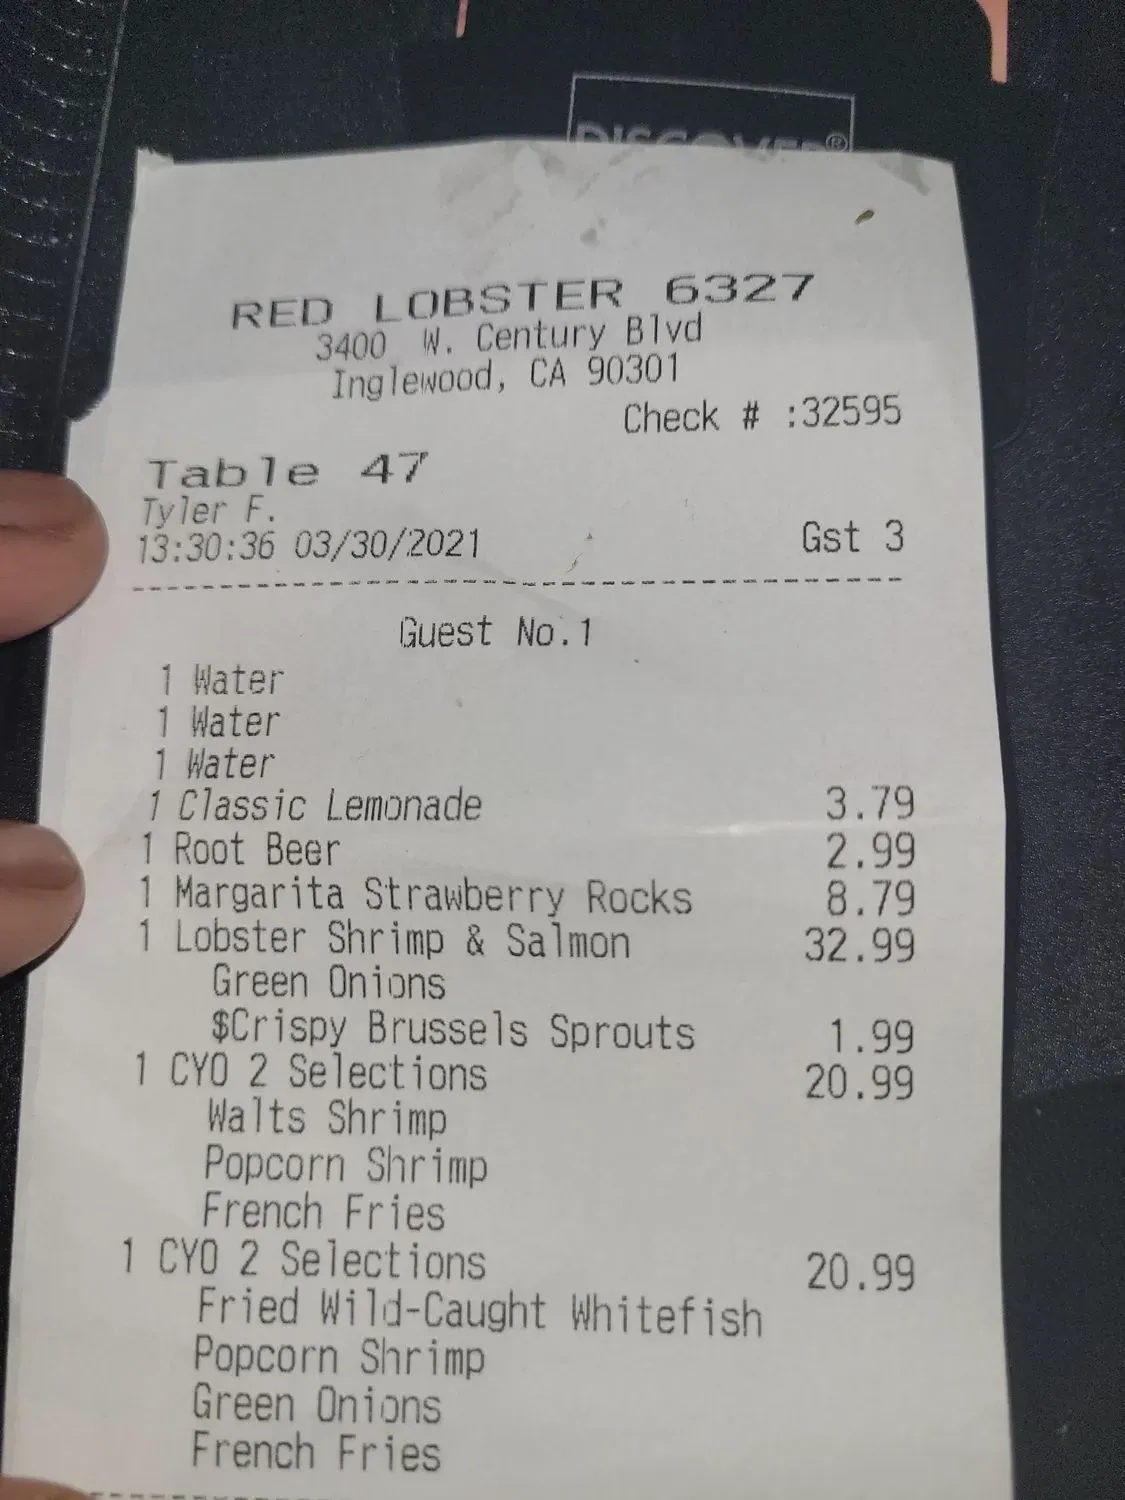 DISCOVER®
RED LOBSTER 6327
3400 W. Century Blvd
Inglewood, CA 90301
Check # :32595
Table 47
Tyler F.
13:30:36 03/30/2021 Gst 3
Guest No.1
1 Water
1 Water
1 Water
1 Classic Lemonade 3.79
1 Root Beer 2.99
1 Margarita Strawberry Rocks 8.79
1 Lobster Shrimp & Salmon 32.99
Green Onions
$Crispy Brussels Sprouts 1.99
1 CYO 2 Selections 20.99
Walts Shrimp
Popcorn Shrimp
French Fries
1 CYO 2 Selections 20.99
Fried Wild-Caught Whitefish
Popcorn Shrimp
Green Onions
French Fries